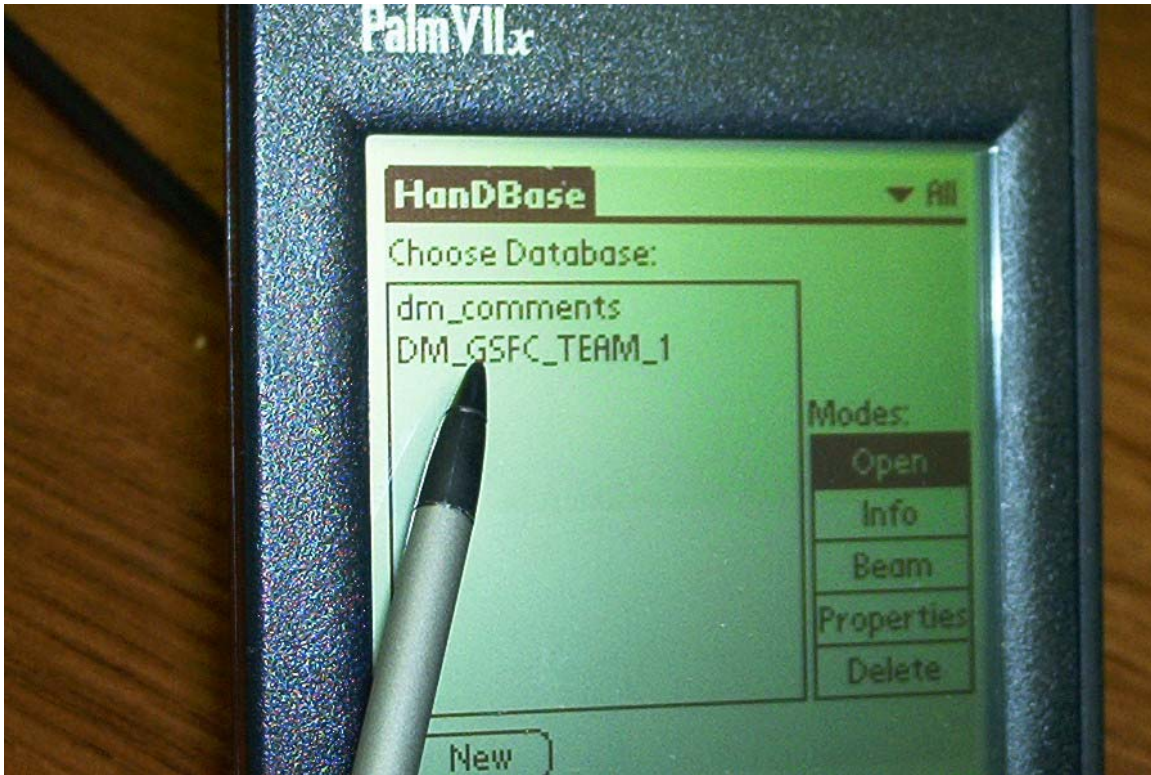 PalmVIIx
HanDBase
All
Choose Database:
dm_comments
DM_GSFC_TEAM_1
Modes:
Open
Info
Beam
Properties
Delete
New